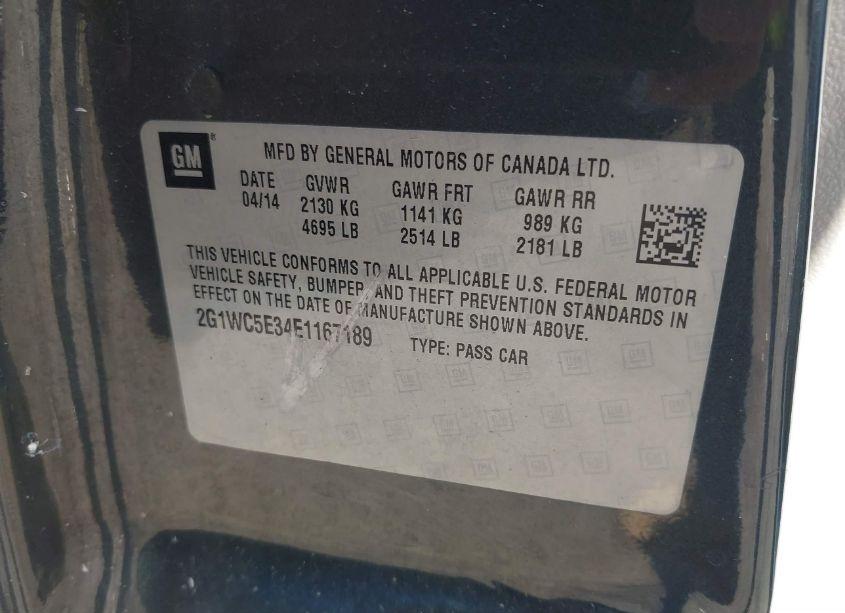 GM®
MFD BY GENERAL MOTORS OF CANADA LTD.
DATE GVWR GAWR FRT GAWR RR
04/14 2130 KG 1141 KG 989 KG
4695 LB 2514 LB 2181 LB
THIS VEHICLE CONFORMS TO ALL APPLICABLE U.S. FEDERAL MOTOR
VEHICLE SAFETY, BUMPER, AND THEFT PREVENTION STANDARDS IN
EFFECT ON THE DATE OF MANUFACTURE SHOWN ABOVE.
2G1WC5E34E1167189 TYPE: PASS CAR